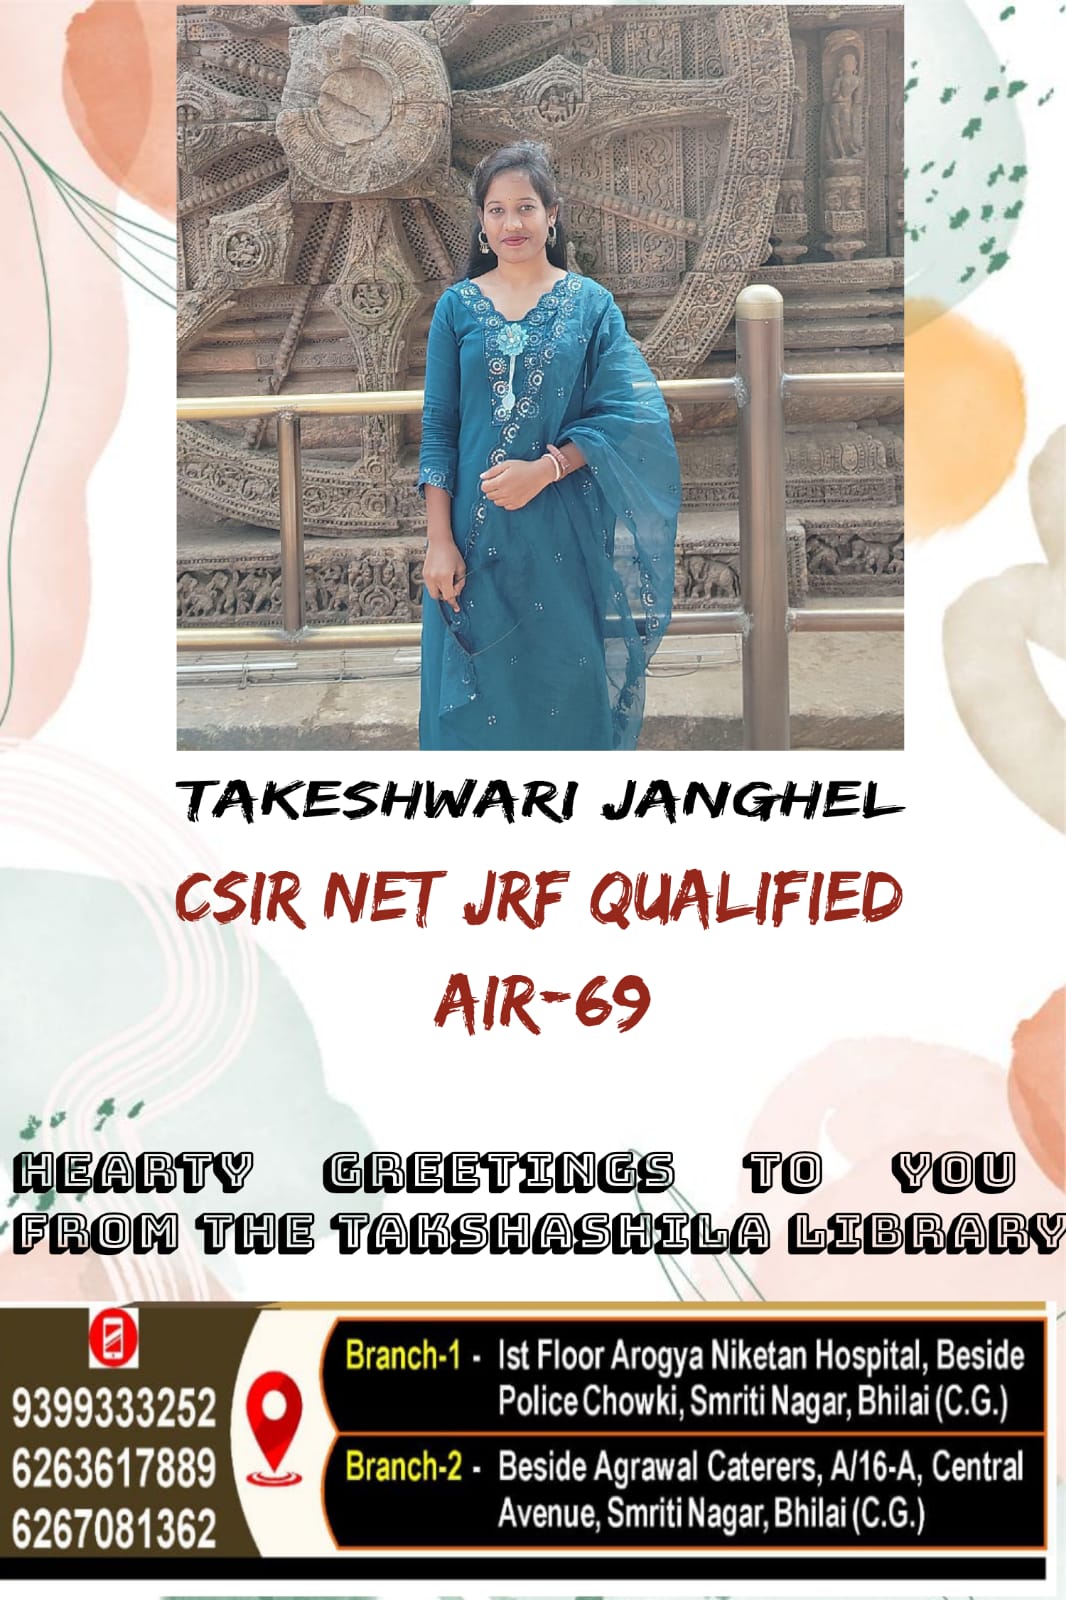 TAKESHWARI JANGHEL
CSIR NET JRF QUALIFIED
AIR-69
HEARTY GREETINGS TO YOU
FROM THE TAKSHASHILA LIBRARY
9399333252
6263617889
6267081362
Branch-1 - Ist Floor Arogya Niketan Hospital, Beside
Police Chowki, Smriti Nagar, Bhilai (C.G.)
Branch-2 - Beside Agrawal Caterers, A/16-A, Central
Avenue, Smriti Nagar, Bhilai (C.G.)